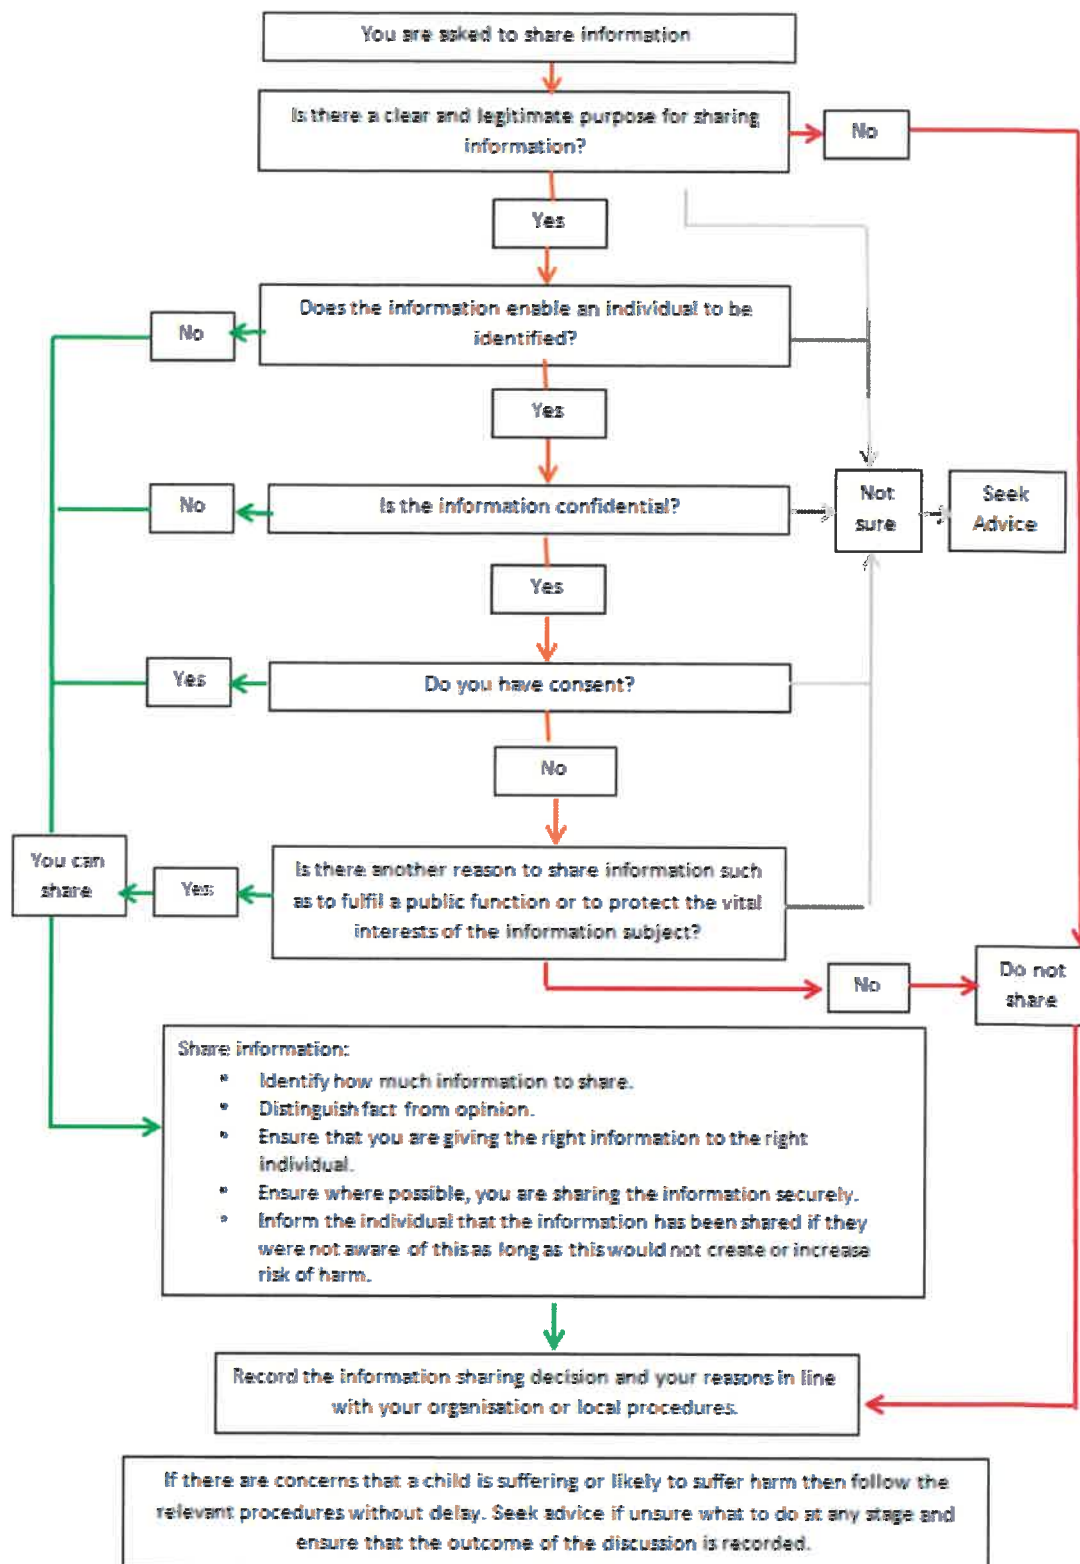 You are asked to share information
Is there a clear and legitimate purpose for sharing
information?
No
Yes
Does the information enable an individual to be
identified?
No
Yes
Is the information confidential?
No
Not
sure
Seek
Advice
Yes
Do you have consent?
Yes
No
You can
share
Yes
Is there another reason to share information such
as to fulfil a public function or to protect the vital
interests of the information subject?
No
Do not
share
Share information:
• Identify how much information to share.
• Distinguish fact from opinion.
• Ensure that you are giving the right information to the right
individual.
• Ensure where possible, you are sharing the information securely.
• Inform the individual that the information has been shared if they
were not aware of this as long as this would not create or increase
risk of harm.
Record the information sharing decision and your reasons in line
with your organisation or local procedures.
If there are concerns that a child is suffering or likely to suffer harm then follow the
relevant procedures without delay. Seek advice if unsure what to do at any stage and
ensure that the outcome of the discussion is recorded.